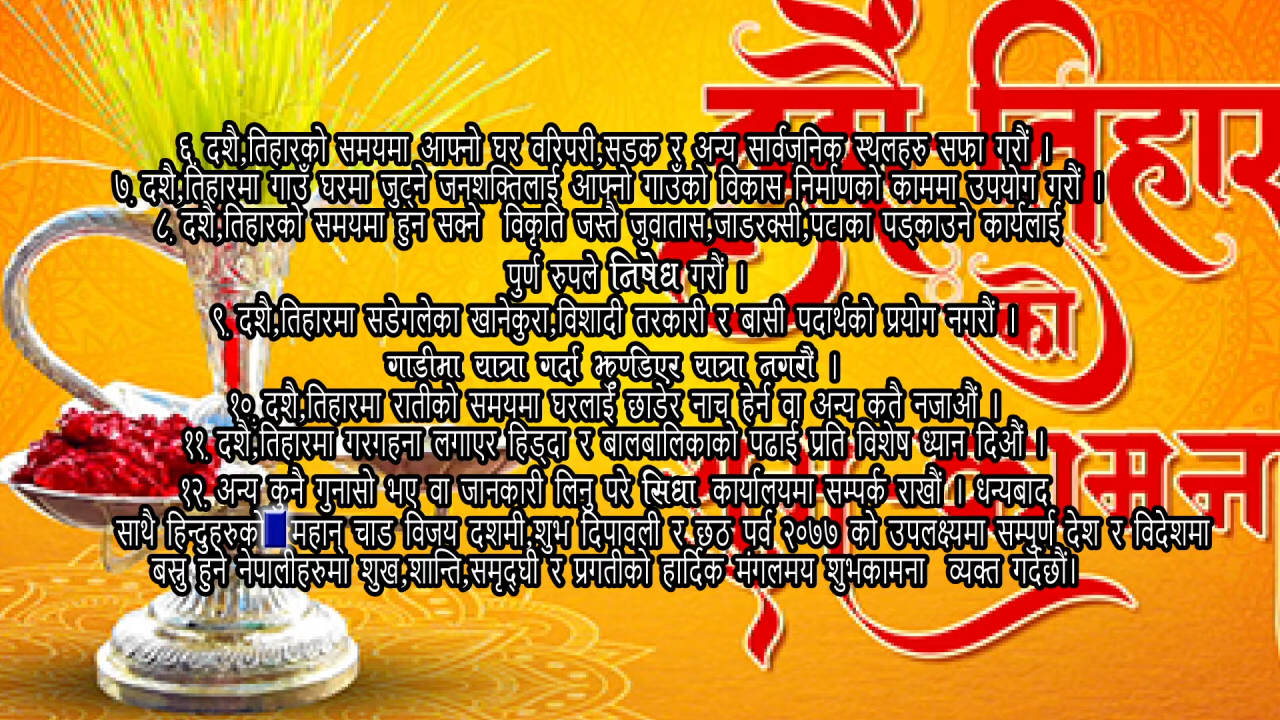 दशैं तिहार
को
कामना
६. दशै,तिहारको समयमा आफ्नो घर वरिपरी,सडक र अन्य सार्वजनिक स्थलहरु सफा गरौं ।
७. दशै,तिहारमा गाउँ घरमा जुट्ने जनशक्तिलाई आफ्नो गाउँको विकास निर्माणको काममा उपयोग गरौं ।
८. दशै,तिहारको समयमा हुन सक्ने विकृति जस्तै जुवातास,जाडरक्सी,पटाका पड्काउने कार्यलाई
पुर्ण रुपले निषेध गरौं ।
९. दशै,तिहारमा सडेगलेका खानेकुरा,विशादी तरकारी र बासी पदार्थको प्रयोग नगरौं ।
गाडीमा यात्रा गर्दा झुण्डिएर यात्रा नगरौं ।
१०. दशै,तिहारमा रातीको समयमा घरलाई छाडेर नाच हेर्न वा अन्य कतै नजाऔं ।
११. दशै,तिहारमा गरगहना लगाएर हिड्दा र बालबालिकाको पढाई प्रति विशेष ध्यान दिऔं ।
१२. अन्य कुनै गुनासो भए वा जानकारी लिनु परे सिधा कार्यालयमा सम्पर्क राखौं । धन्यबाद
साथै हिन्दुहरुको महान् चाड विजय दशमी,शुभ दिपावली र छठ पर्व २०७७ को उपलक्ष्यमा सम्पुर्ण देश र विदेशमा
बस्नु हुने नेपालीहरुमा शुख,शान्ति,समृद्घी र प्रगतीको हार्दिक मंगलमय शुभकामना व्यक्त गर्दछौं।